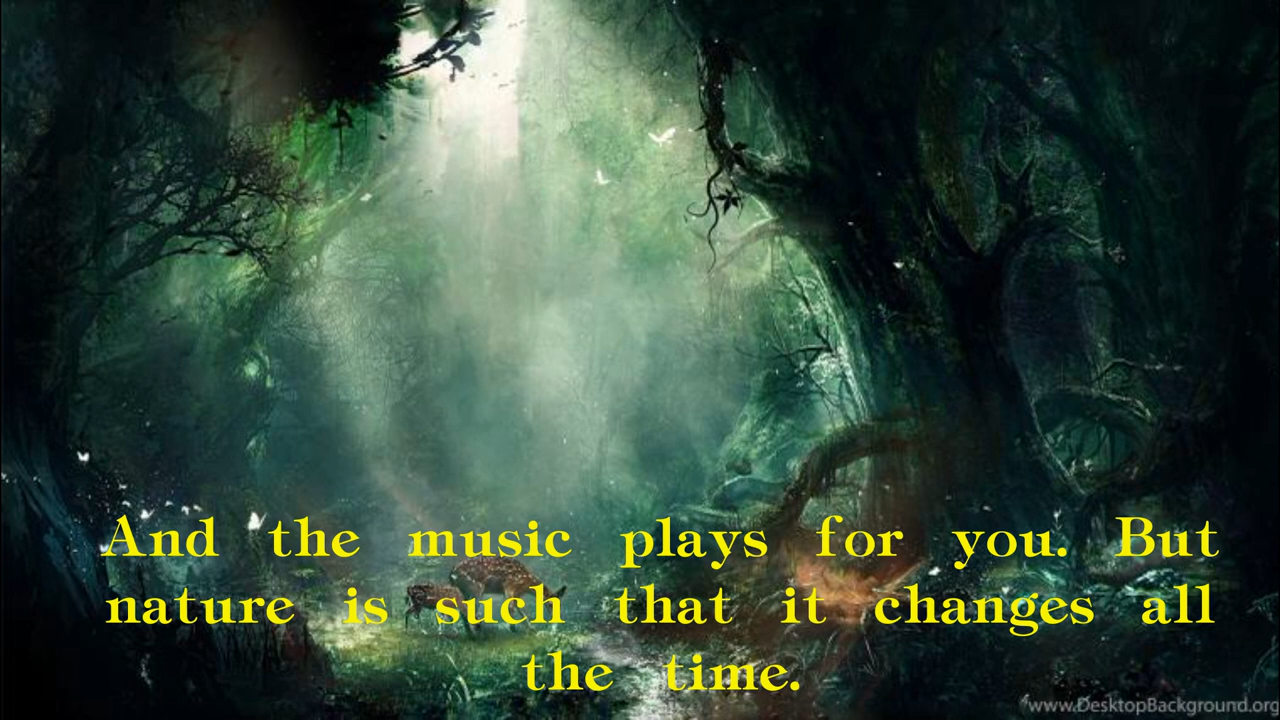 And the music plays for you. But
nature is such that it changes all
the time.
www.DesktopBackground.org